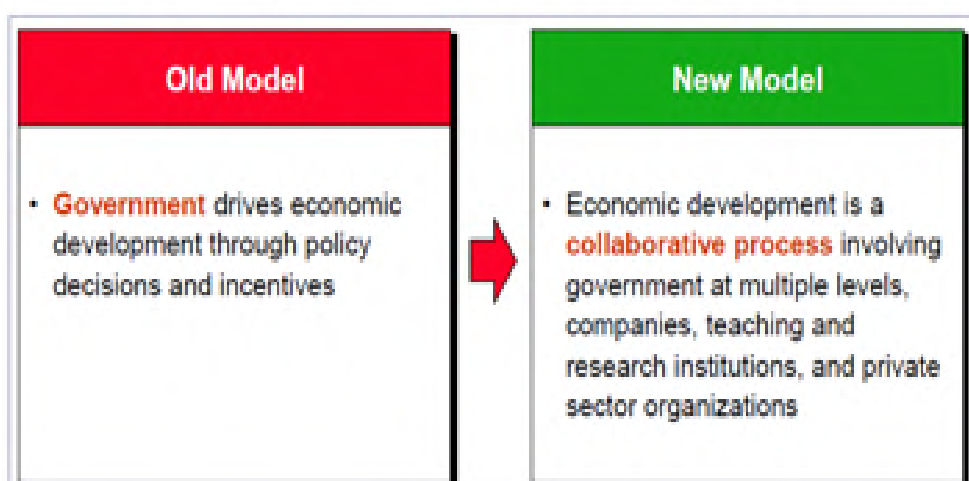 Old Model
• Government drives economic
development through policy
decisions and incentives
New Model
• Economic development is a
collaborative process involving
government at multiple levels,
companies, teaching and
research institutions, and private
sector organizations